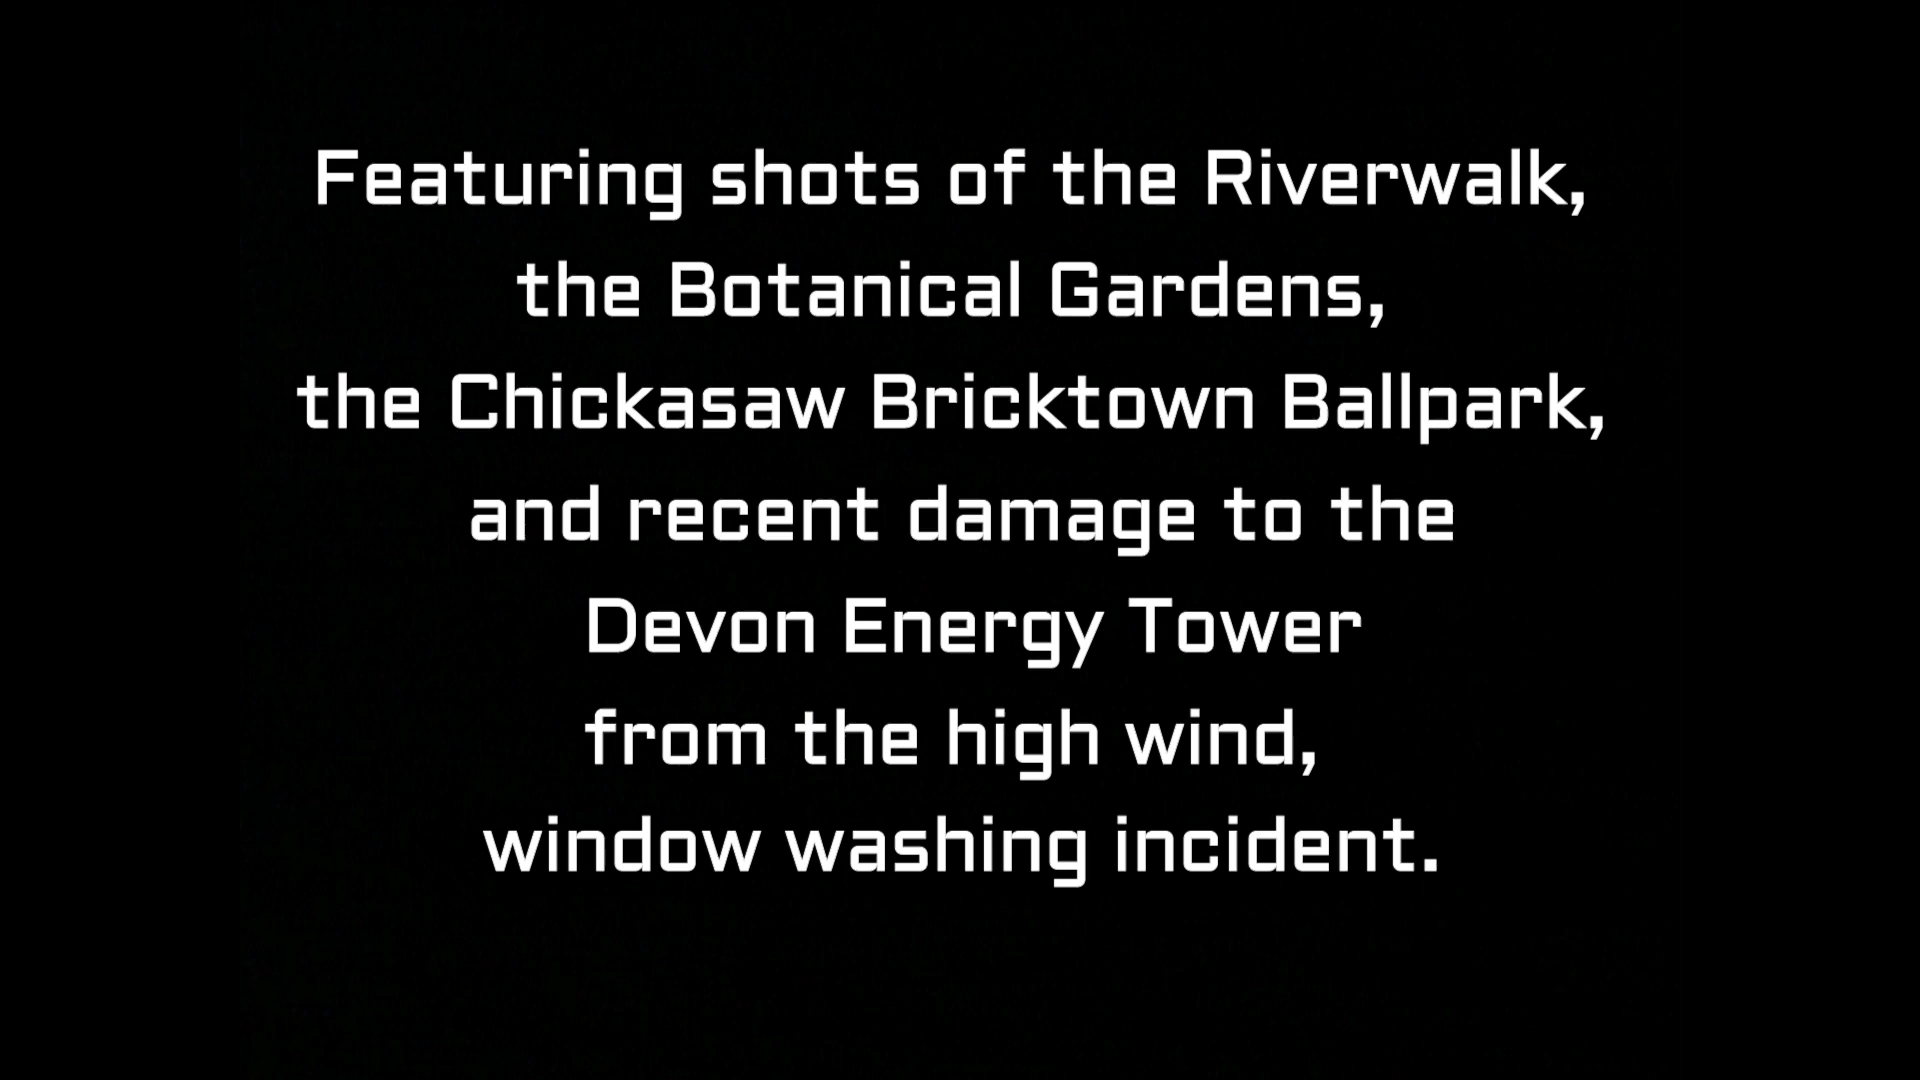 Featuring shots of the Riverwalk,
the Botanical Gardens,
the Chickasaw Bricktown Ballpark,
and recent damage to the
Devon Energy Tower
from the high wind,
window washing incident.